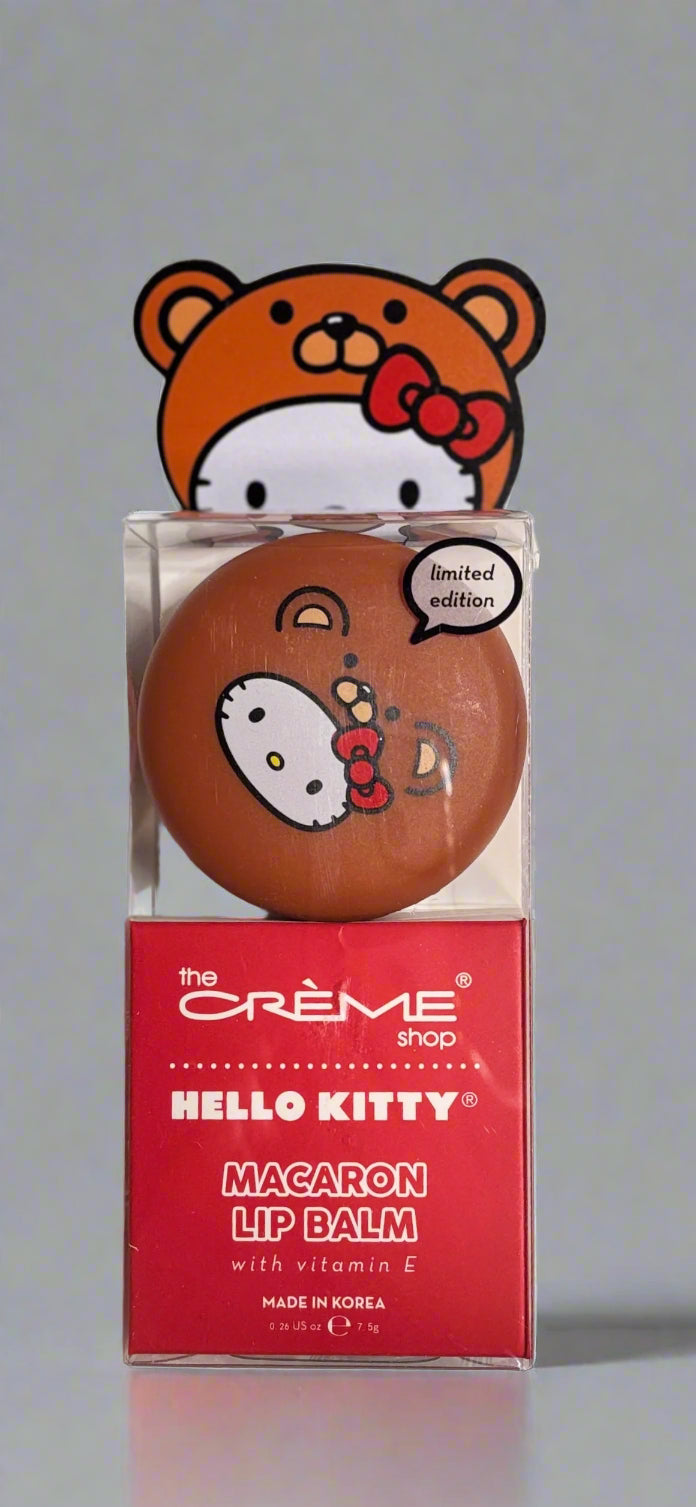 limited
edition
the
CRÈME®
shop
HELLO KITTY®
MACARON
LIP BALM
with vitamin E
MADE IN KOREA
0.26 US oz ℮ 7.5g